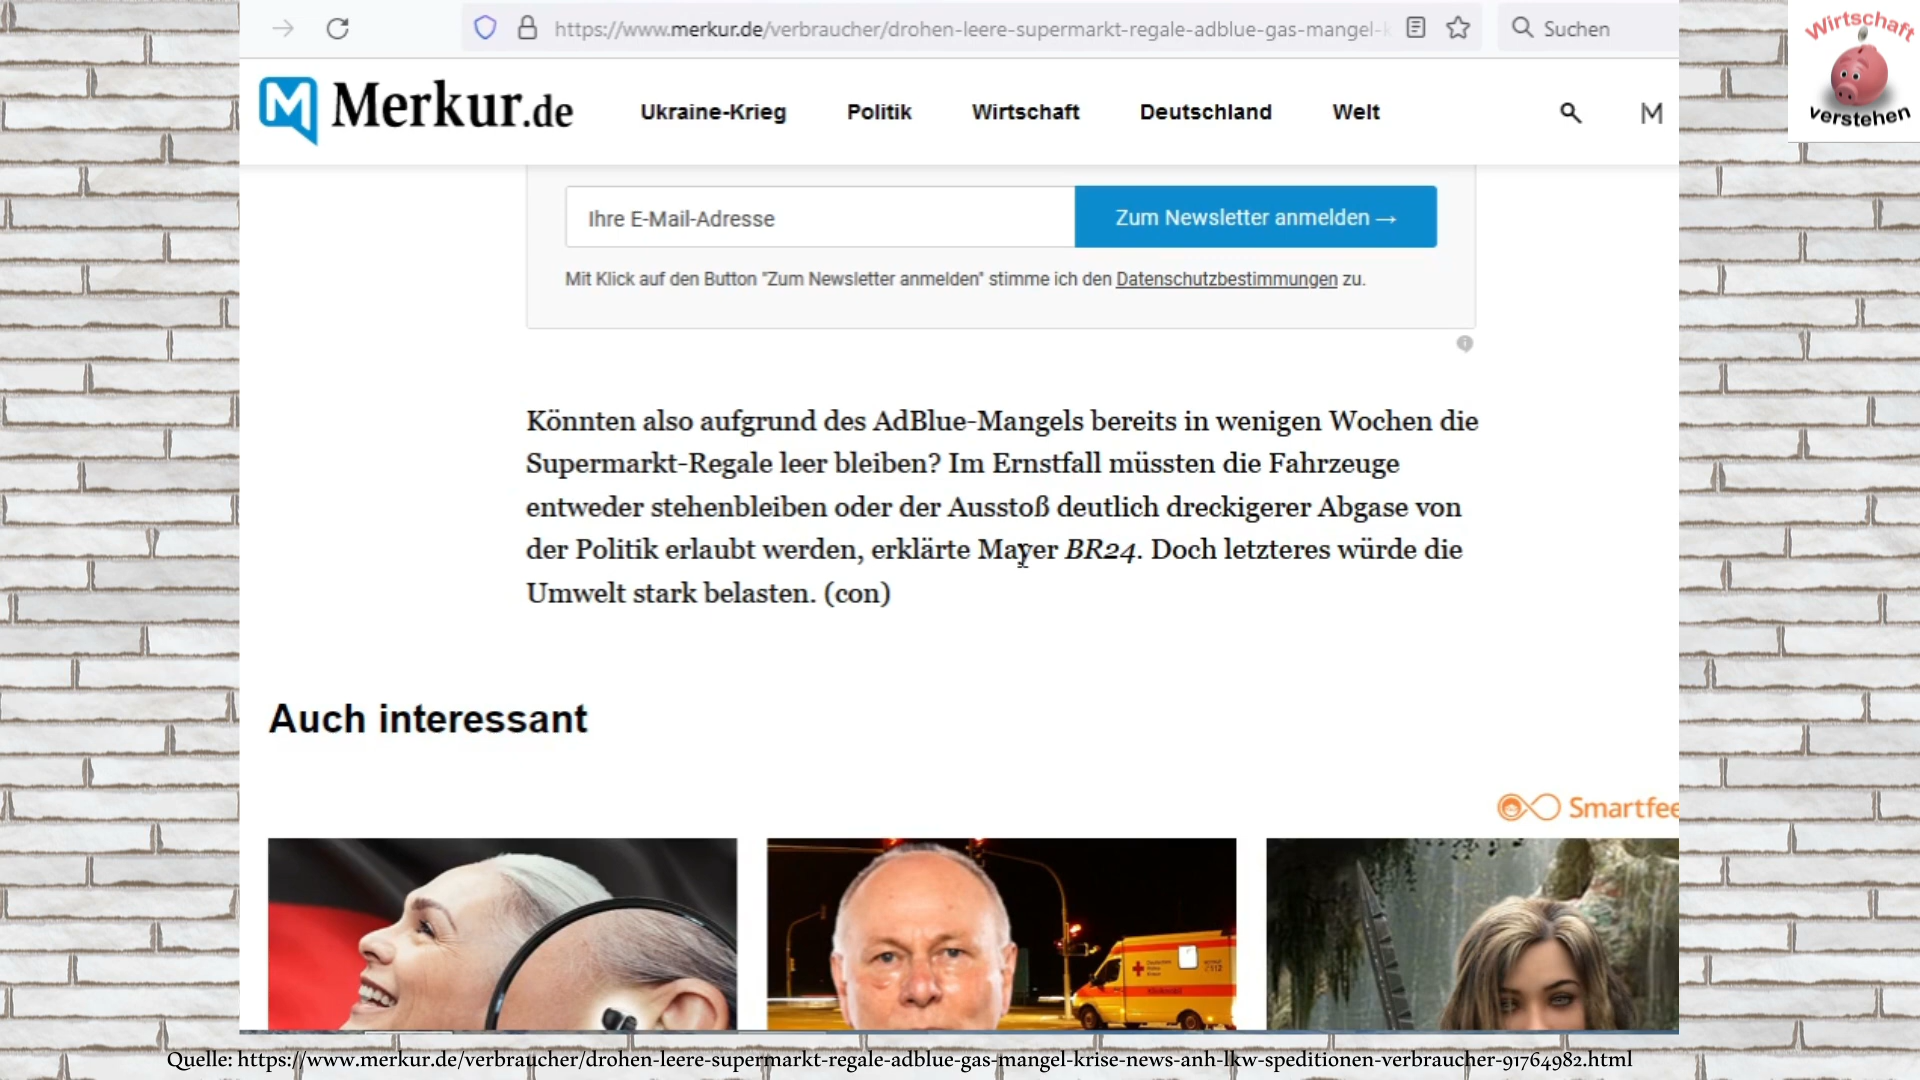 https://www.merkur.de/verbraucher/drohen-leere-supermarkt-regale-adblue-gas-mangel-k
Suchen
Wirtschaft
verstehen
Merkur.de
Ukraine-Krieg
Politik
Wirtschaft
Deutschland
Welt
M
Ihre E-Mail-Adresse
Zum Newsletter anmelden →
Mit Klick auf den Button "Zum Newsletter anmelden" stimme ich den Datenschutzbestimmungen zu.
Könnten also aufgrund des AdBlue-Mangels bereits in wenigen Wochen die
Supermarkt-Regale leer bleiben? Im Ernstfall müssten die Fahrzeuge
entweder stehenbleiben oder der Ausstoß deutlich dreckigerer Abgase von
der Politik erlaubt werden, erklärte Mayer BR24. Doch letzteres würde die
Umwelt stark belasten. (con)
Auch interessant
Smartfee
Quelle: https://www.merkur.de/verbraucher/drohen-leere-supermarkt-regale-adblue-gas-mangel-krise-news-anh-lkw-speditionen-verbraucher-91764982.html